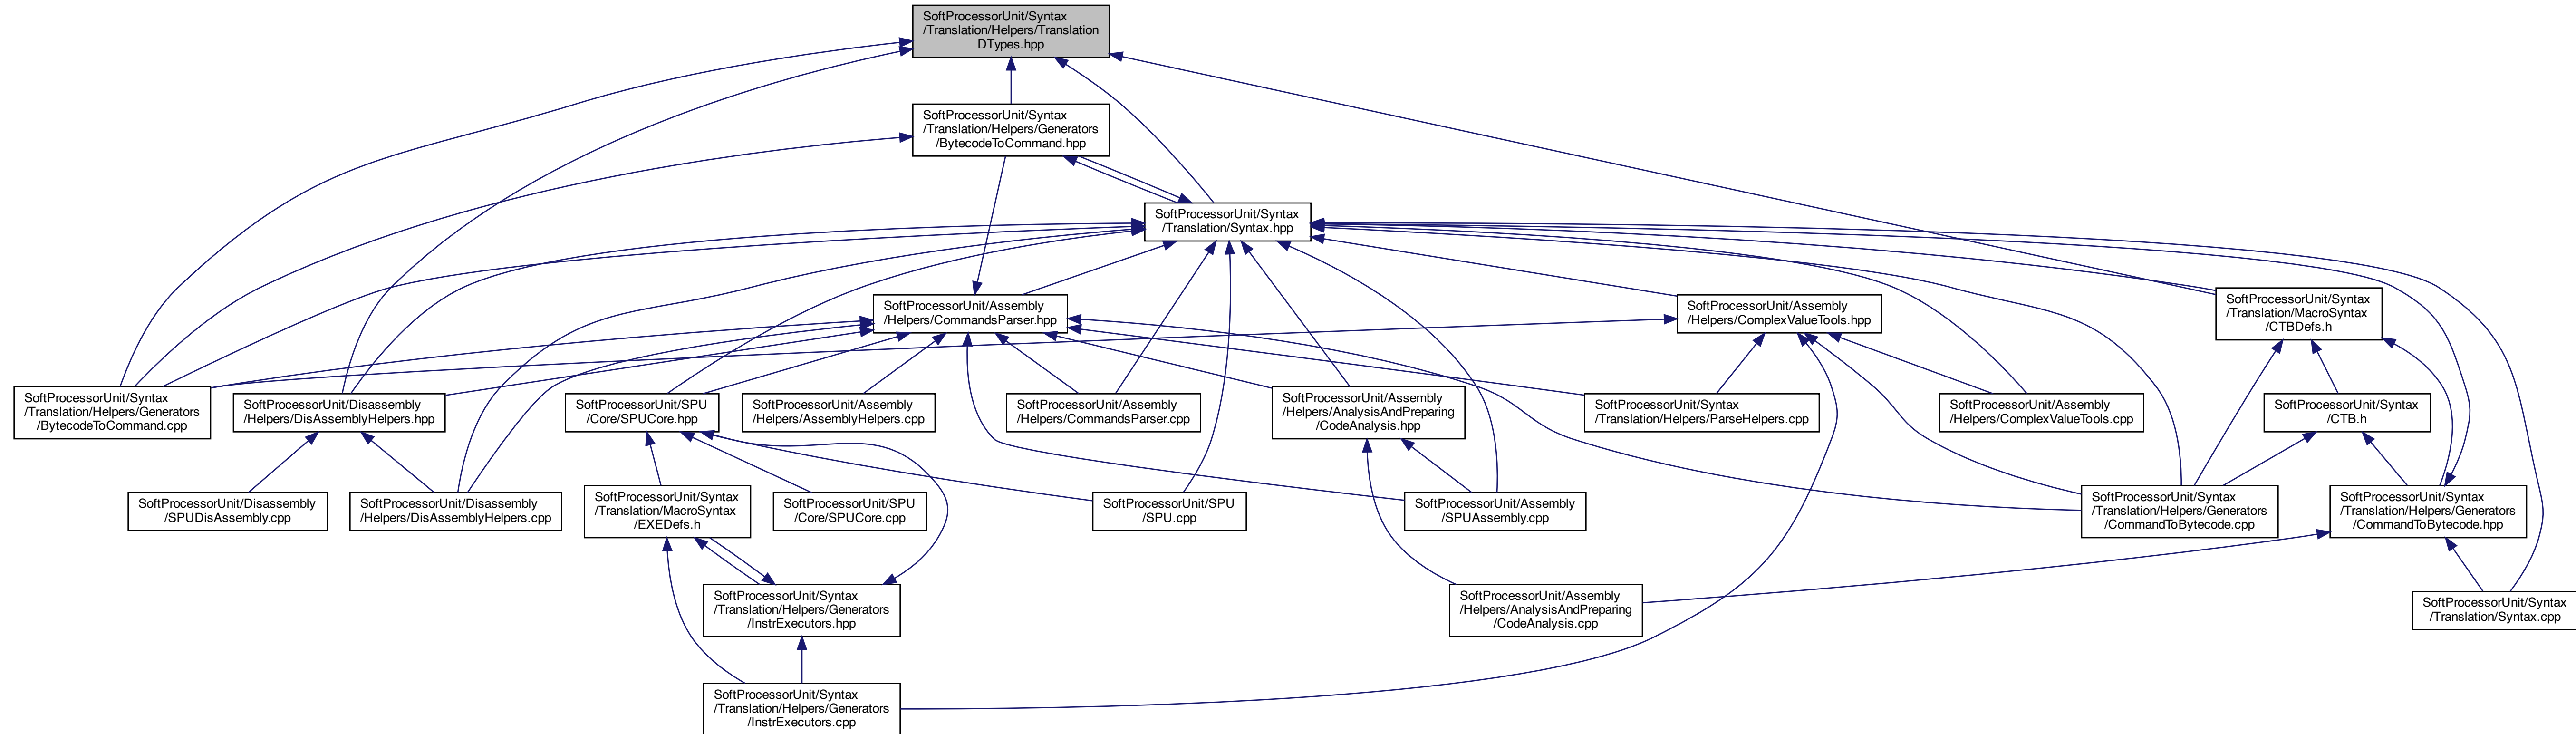 SoftProcessorUnit/Syntax
/Translation/Helpers/Translation
DTypes.hpp
SoftProcessorUnit/Syntax
/Translation/Helpers/Generators
/BytecodeToCommand.hpp
SoftProcessorUnit/Syntax
/Translation/Syntax.hpp
SoftProcessorUnit/Assembly
/Helpers/CommandsParser.hpp
SoftProcessorUnit/Assembly
/Helpers/ComplexValueTools.hpp
SoftProcessorUnit/Syntax
/Translation/MacroSyntax
/CTBDefs.h
SoftProcessorUnit/Syntax
/Translation/Helpers/Generators
/BytecodeToCommand.cpp
SoftProcessorUnit/Disassembly
/Helpers/DisAssemblyHelpers.hpp
SoftProcessorUnit/SPU
/Core/SPUCore.hpp
SoftProcessorUnit/Assembly
/Helpers/AssemblyHelpers.cpp
SoftProcessorUnit/Assembly
/Helpers/CommandsParser.cpp
SoftProcessorUnit/Assembly
/Helpers/AnalysisAndPreparing
/CodeAnalysis.hpp
SoftProcessorUnit/Syntax
/Translation/Helpers/ParseHelpers.cpp
SoftProcessorUnit/Assembly
/Helpers/ComplexValueTools.cpp
SoftProcessorUnit/Syntax
/CTB.h
SoftProcessorUnit/Disassembly
/SPUDisAssembly.cpp
SoftProcessorUnit/Disassembly
/Helpers/DisAssemblyHelpers.cpp
SoftProcessorUnit/Syntax
/Translation/MacroSyntax
/EXEDefs.h
SoftProcessorUnit/SPU
/Core/SPUCore.cpp
SoftProcessorUnit/SPU
/SPU.cpp
SoftProcessorUnit/Assembly
/SPUAssembly.cpp
SoftProcessorUnit/Syntax
/Translation/Helpers/Generators
/CommandToBytecode.cpp
SoftProcessorUnit/Syntax
/Translation/Helpers/Generators
/CommandToBytecode.hpp
SoftProcessorUnit/Syntax
/Translation/Helpers/Generators
/InstrExecutors.hpp
SoftProcessorUnit/Assembly
/Helpers/AnalysisAndPreparing
/CodeAnalysis.cpp
SoftProcessorUnit/Syntax
/Translation/Syntax.cpp
SoftProcessorUnit/Syntax
/Translation/Helpers/Generators
/InstrExecutors.cpp